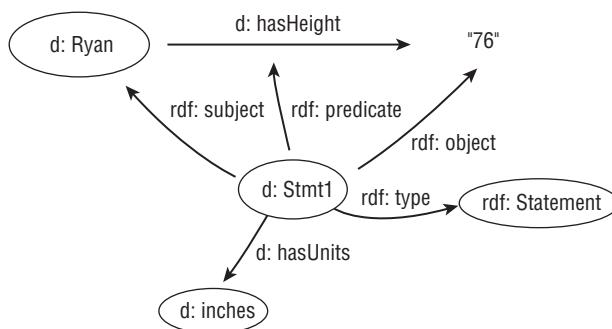 d: hasHeight
d: Ryan
"76"
rdf: subject
rdf: predicate
rdf: object
d: Stmt1
rdf: type
rdf: Statement
d: hasUnits
d: inches